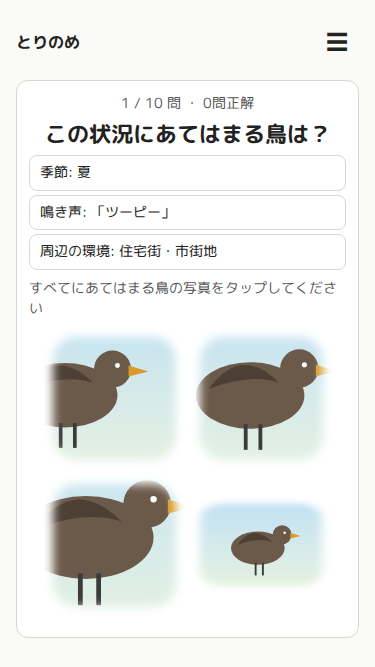 とりのめ
1 / 10 問 ・ 0問正解
この状況にあてはまる鳥は？
季節: 夏
鳴き声: 「ツーピー」
周辺の環境: 住宅街・市街地
すべてにあてはまる鳥の写真をタップしてくださ
い